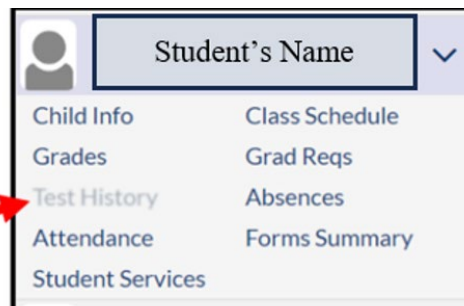 Student's Name
Child Info Class Schedule
Grades Grad Reqs
Test History Absences
Attendance Forms Summary
Student Services